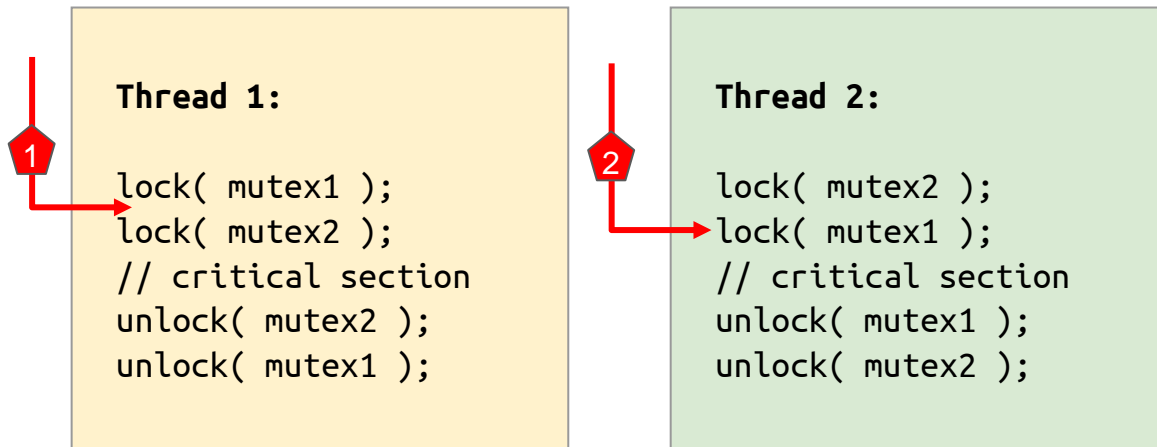 1
Thread 1:
lock( mutex1 );
lock( mutex2 );
// critical section
unlock( mutex2 );
unlock( mutex1 );
2
Thread 2:
lock( mutex2 );
lock( mutex1 );
// critical section
unlock( mutex1 );
unlock( mutex2 );